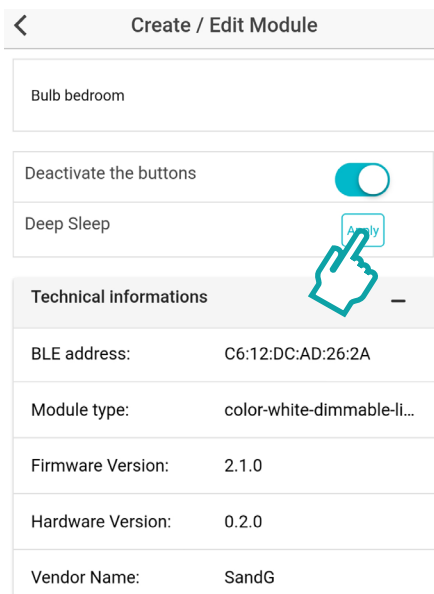 Create / Edit Module
Bulb bedroom
Deactivate the buttons
Deep Sleep Apply
Technical informations
BLE address: C6:12:DC:AD:26:2A
Module type: color-white-dimmable-li...
Firmware Version: 2.1.0
Hardware Version: 0.2.0
Vendor Name: SandG